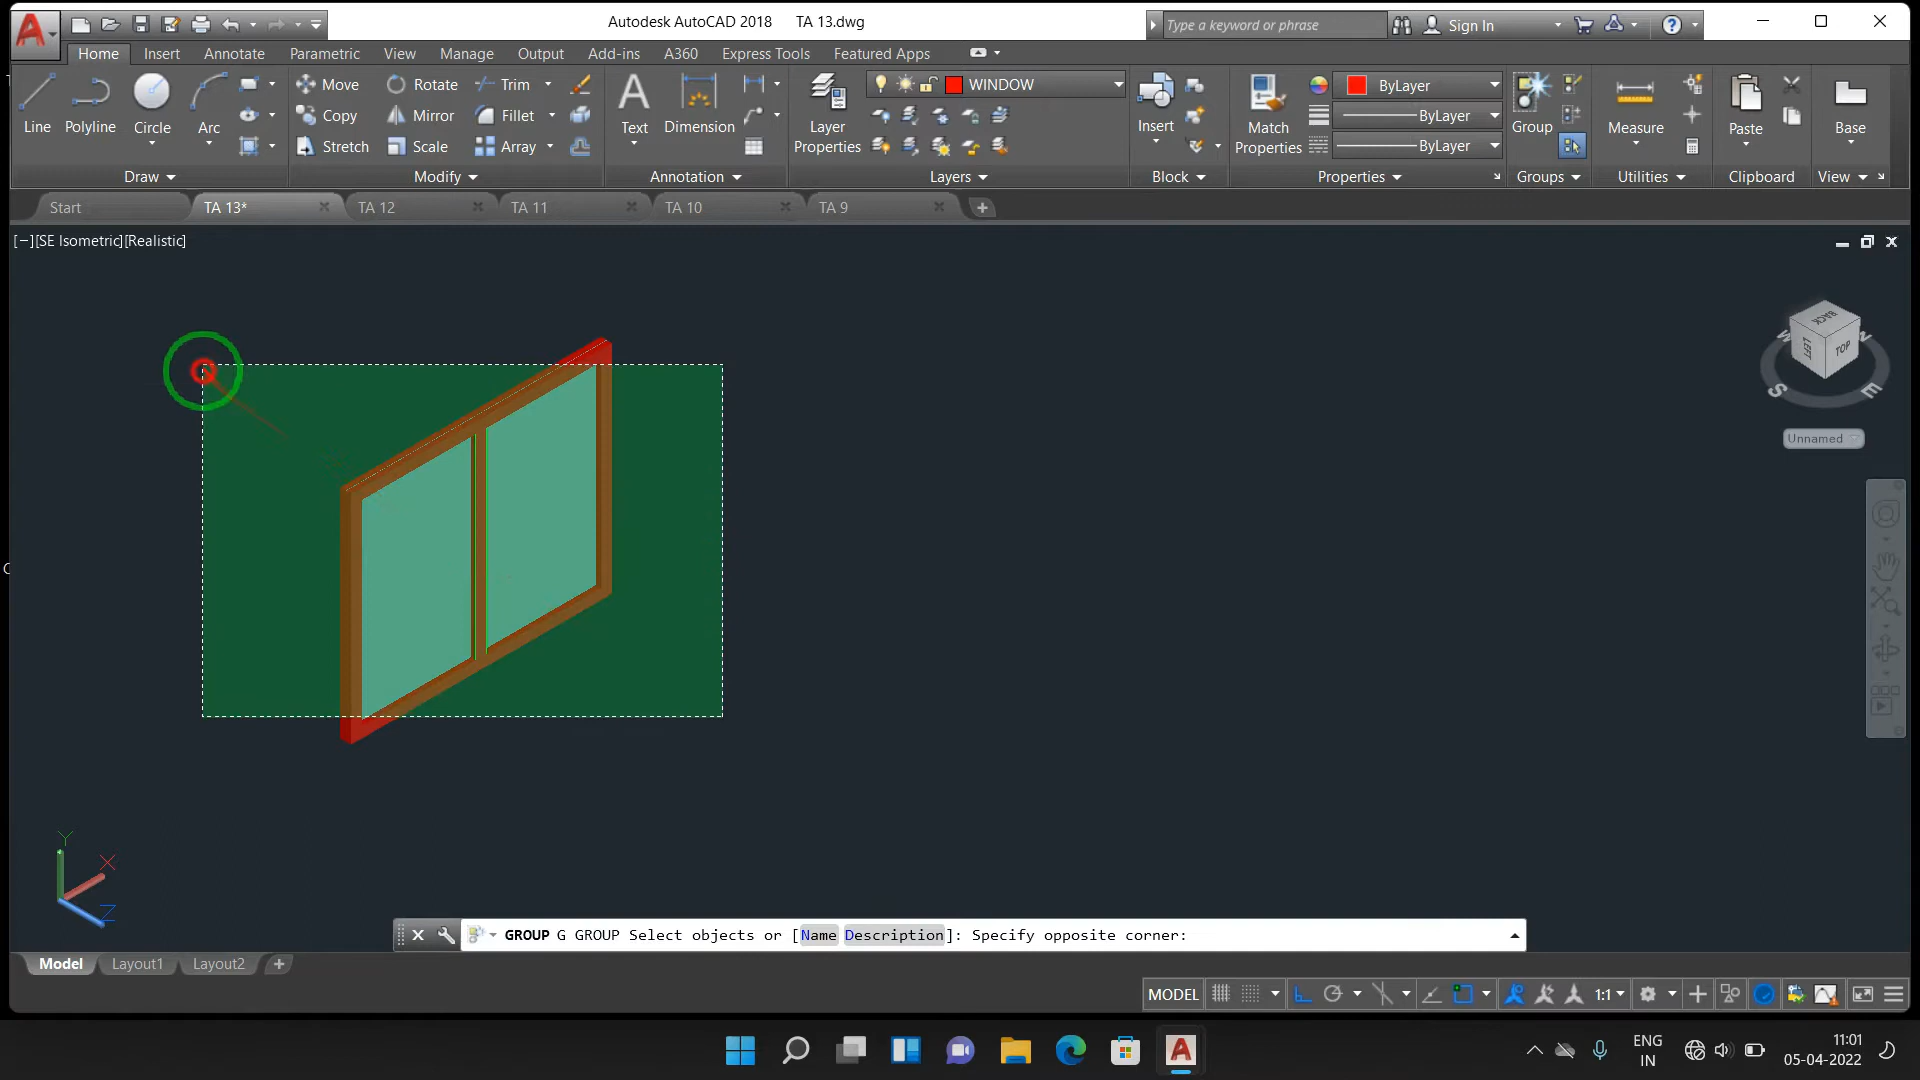 Autodesk AutoCAD 2018 TA 13.dwg
Type a keyword or phrase
Sign In
Home Insert Annotate Parametric View Manage Output Add-ins A360 Express Tools Featured Apps
Line Polyline Circle Arc
Move Rotate Trim
Copy Mirror Fillet
Stretch Scale Array
Text Dimension
Layer Properties
WINDOW
Insert
Match Properties
ByLayer
ByLayer
ByLayer
Group
Measure
Paste
Base
Draw Modify Annotation Layers Block Properties Groups Utilities Clipboard View
Start TA 13* TA 12 TA 11 TA 10 TA 9
[−][SE Isometric][Realistic]
BACK
LEFT TOP
W N
S E
Unnamed
Y
X
Z
GROUP G GROUP Select objects or [Name Description]: Specify opposite corner:
Model Layout1 Layout2
MODEL 1:1
ENG
IN
11:01
05-04-2022